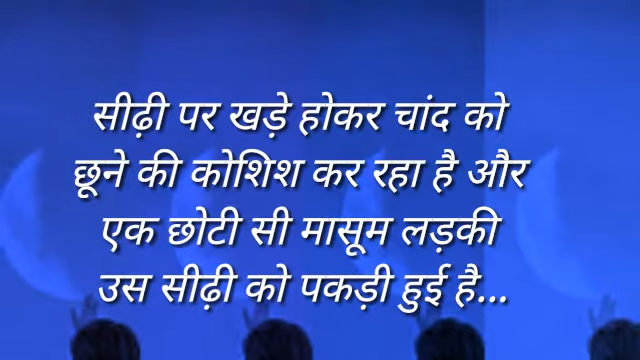 सीढ़ी पर खड़े होकर चांद को
छूने की कोशिश कर रहा है और
एक छोटी सी मासूम लड़की
उस सीढ़ी को पकड़ी हुई है...